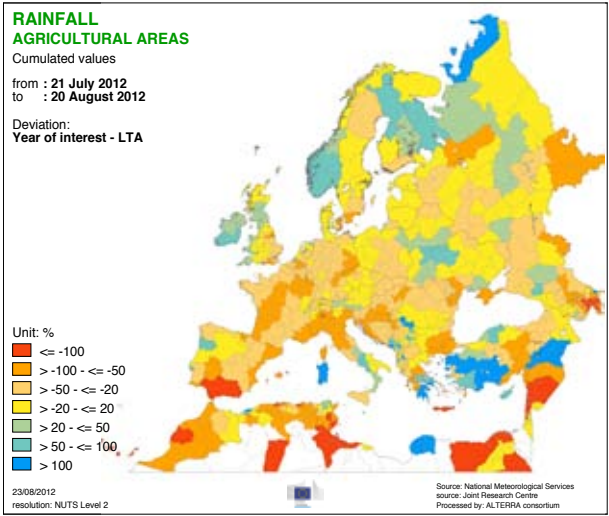 RAINFALL
AGRICULTURAL AREAS
Cumulated values
from : 21 July 2012
to : 20 August 2012
Deviation:
Year of interest - LTA
Unit: %
<= -100
> -100 - <= -50
> -50 - <= -20
> -20 - <= 20
> 20 - <= 50
> 50 - <= 100
> 100
23/08/2012
resolution: NUTS Level 2
Source: National Meteorological Services
source: Joint Research Centre
Processed by: ALTERRA consortium